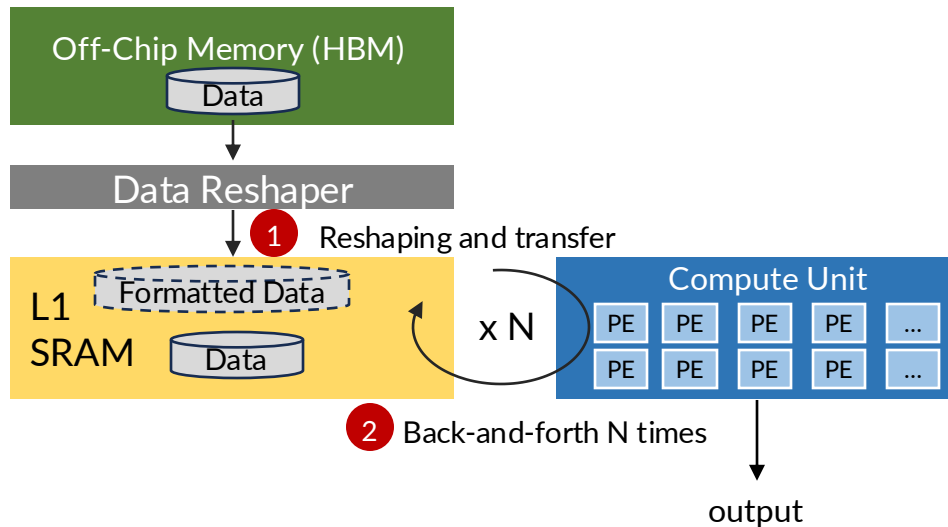 Off-Chip Memory (HBM)
Data
Data Reshaper
1 Reshaping and transfer
Formatted Data
L1
SRAM
Data
x N
Compute Unit
PE PE PE PE ...
PE PE PE PE ...
2 Back-and-forth N times
output